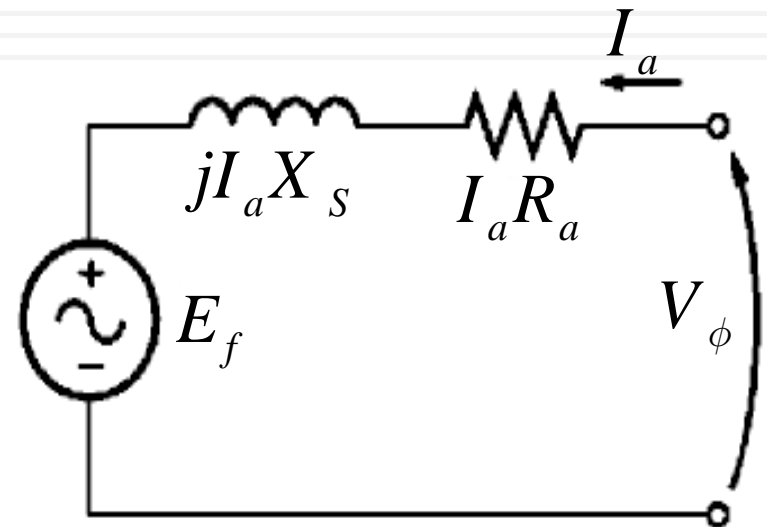 I_a
jI_aX_S
I_aR_a
+
E_f
−
V_ϕ